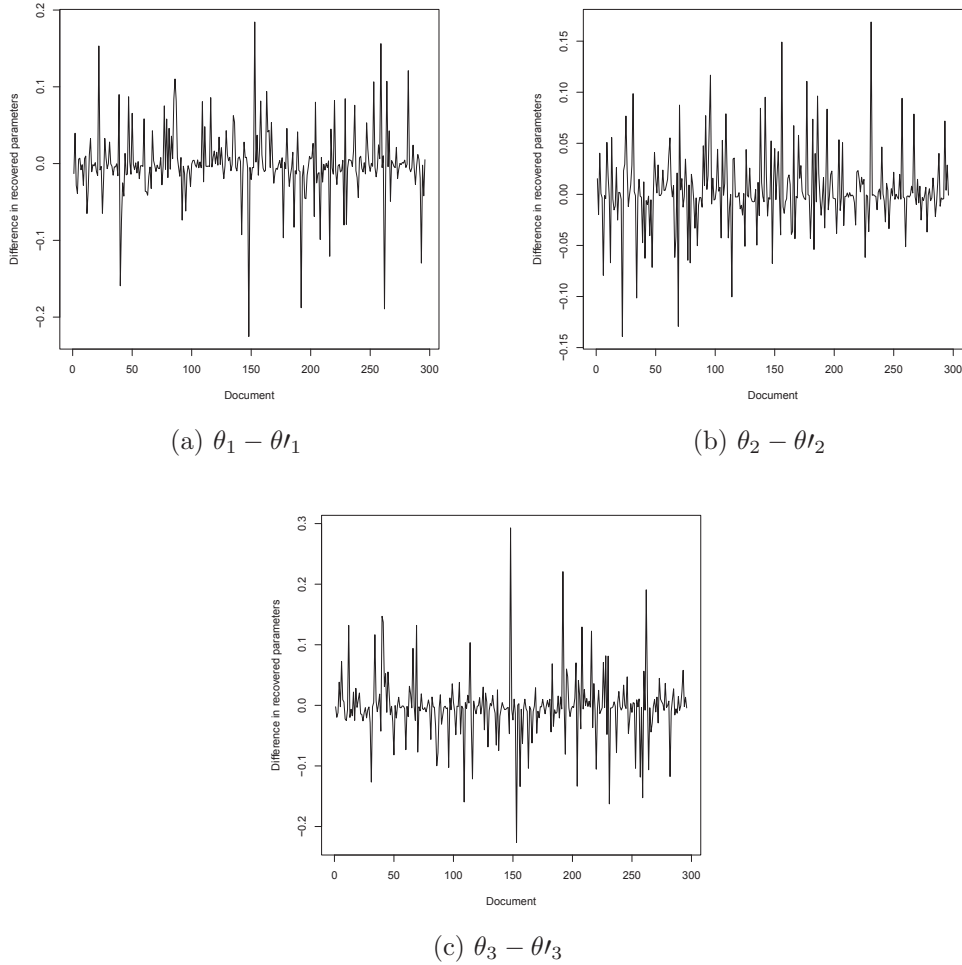 0.2
0.1
0.0
−0.1
−0.2
Difference in recovered parameters
0 50 100 150 200 250 300
Document
(a) θ₁ − θ′₁
0.15
0.10
0.05
0.00
−0.05
−0.10
−0.15
Difference in recovered parameters
0 50 100 150 200 250 300
Document
(b) θ₂ − θ′₂
0.3
0.2
0.1
0.0
−0.1
−0.2
Difference in recovered parameters
0 50 100 150 200 250 300
Document
(c) θ₃ − θ′₃